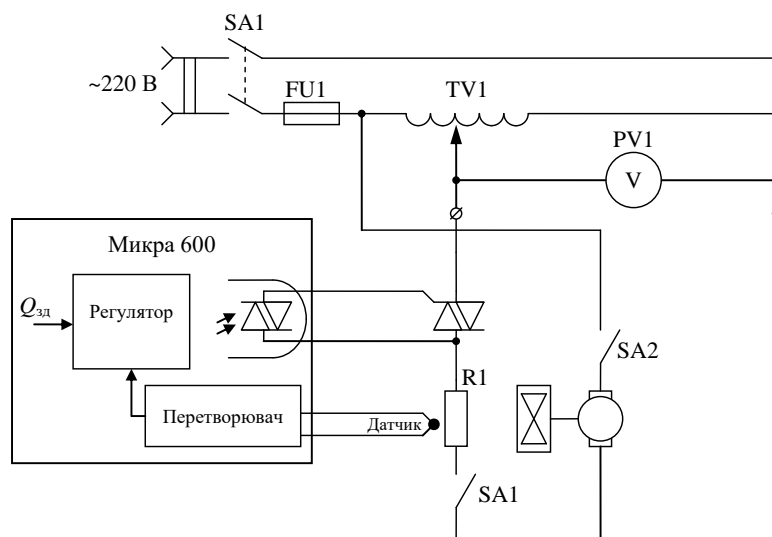 SA1
~220 В
FU1
TV1
PV1
V
Микра 600
Qзд
Регулятор
SA2
R1
Перетворювач
Датчик
SA1